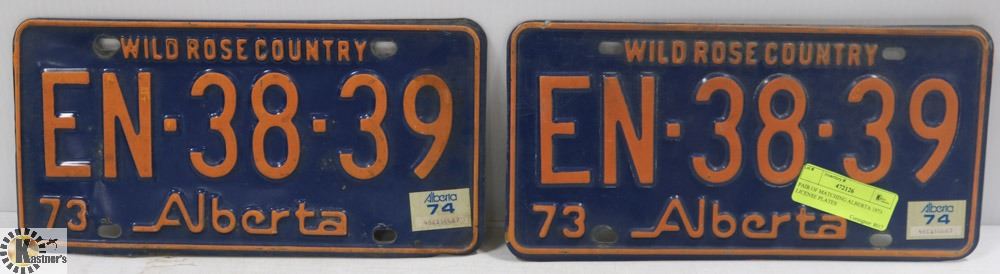 WILD ROSE COUNTRY
EN·38·39
73 Alberta
Alberta
74
Kastner's
WILD ROSE COUNTRY
EN·38·39
472126
PAIR OF MATCHING ALBERTA 1973
LICENSE PLATES
Consignor
73 Alberta
Alberta
74